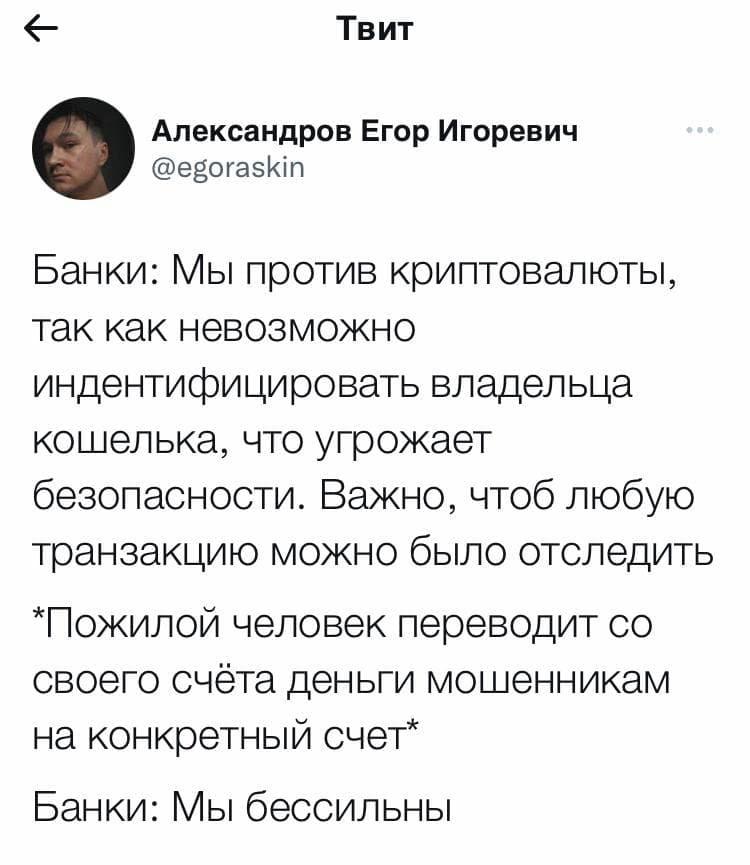 Твит
Александров Егор Игоревич
@egoraskin
Банки: Мы против криптовалюты,
так как невозможно
индентифицировать владельца
кошелька, что угрожает
безопасности. Важно, чтоб любую
транзакцию можно было отследить
*Пожилой человек переводит со
своего счёта деньги мошенникам
на конкретный счет*
Банки: Мы бессильны